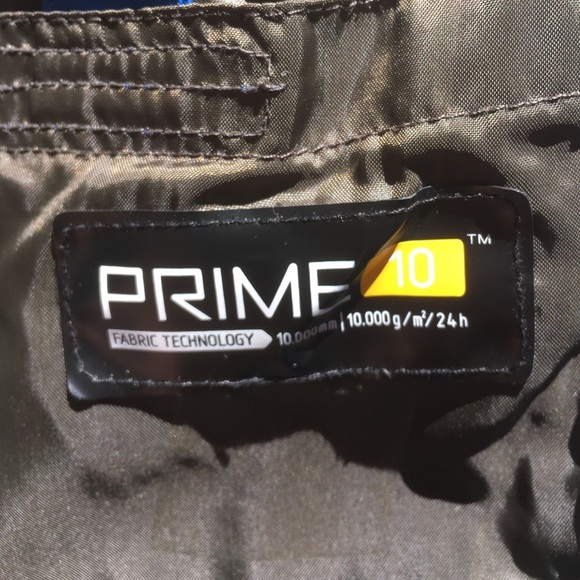 PRIME 10 ™
FABRIC TECHNOLOGY 10.000mm | 10.000 g/m²/24h